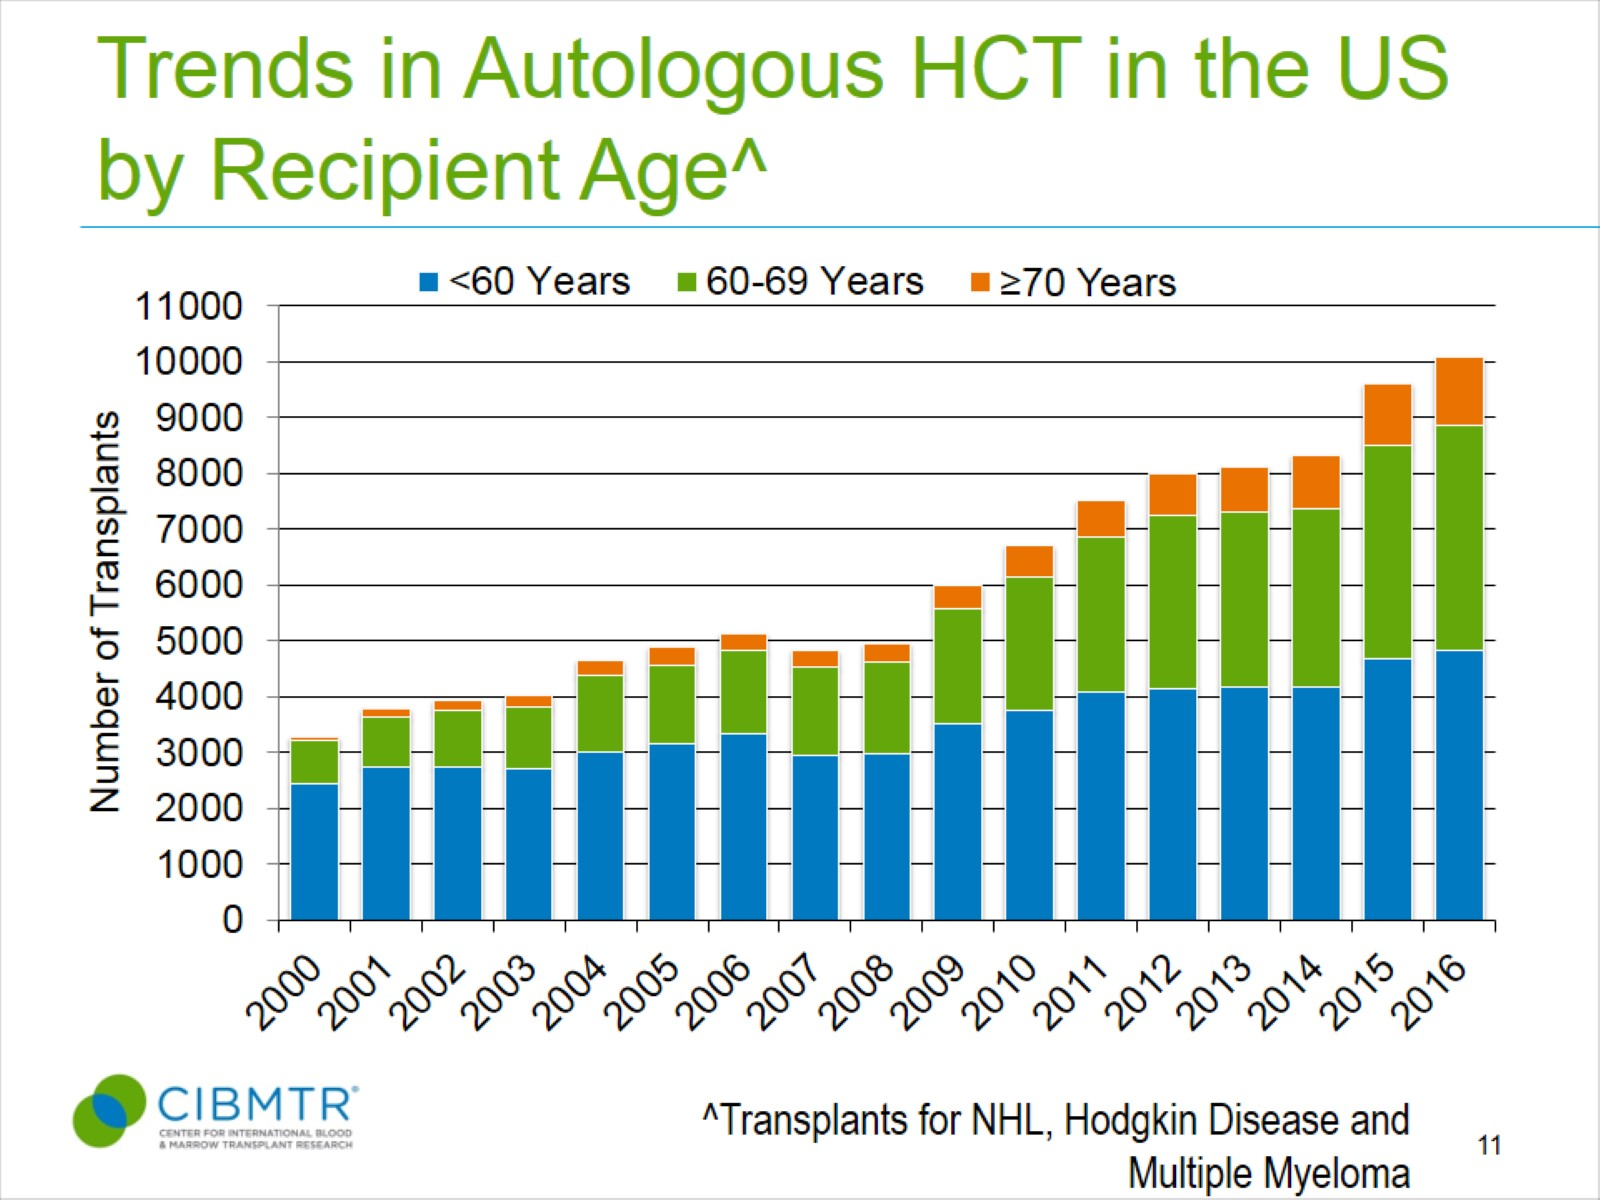 Trends in Autologous HCT in the US
by Recipient Age^
<60 Years 60-69 Years ≥70 Years
11000
10000
9000
8000
7000
6000
5000
4000
3000
2000
1000
0
Number of Transplants
2000 2001 2002 2003 2004 2005 2006 2007 2008 2009 2010 2011 2012 2013 2014 2015 2016
CIBMTR®
CENTER FOR INTERNATIONAL BLOOD
& MARROW TRANSPLANT RESEARCH
^Transplants for NHL, Hodgkin Disease and
Multiple Myeloma
11